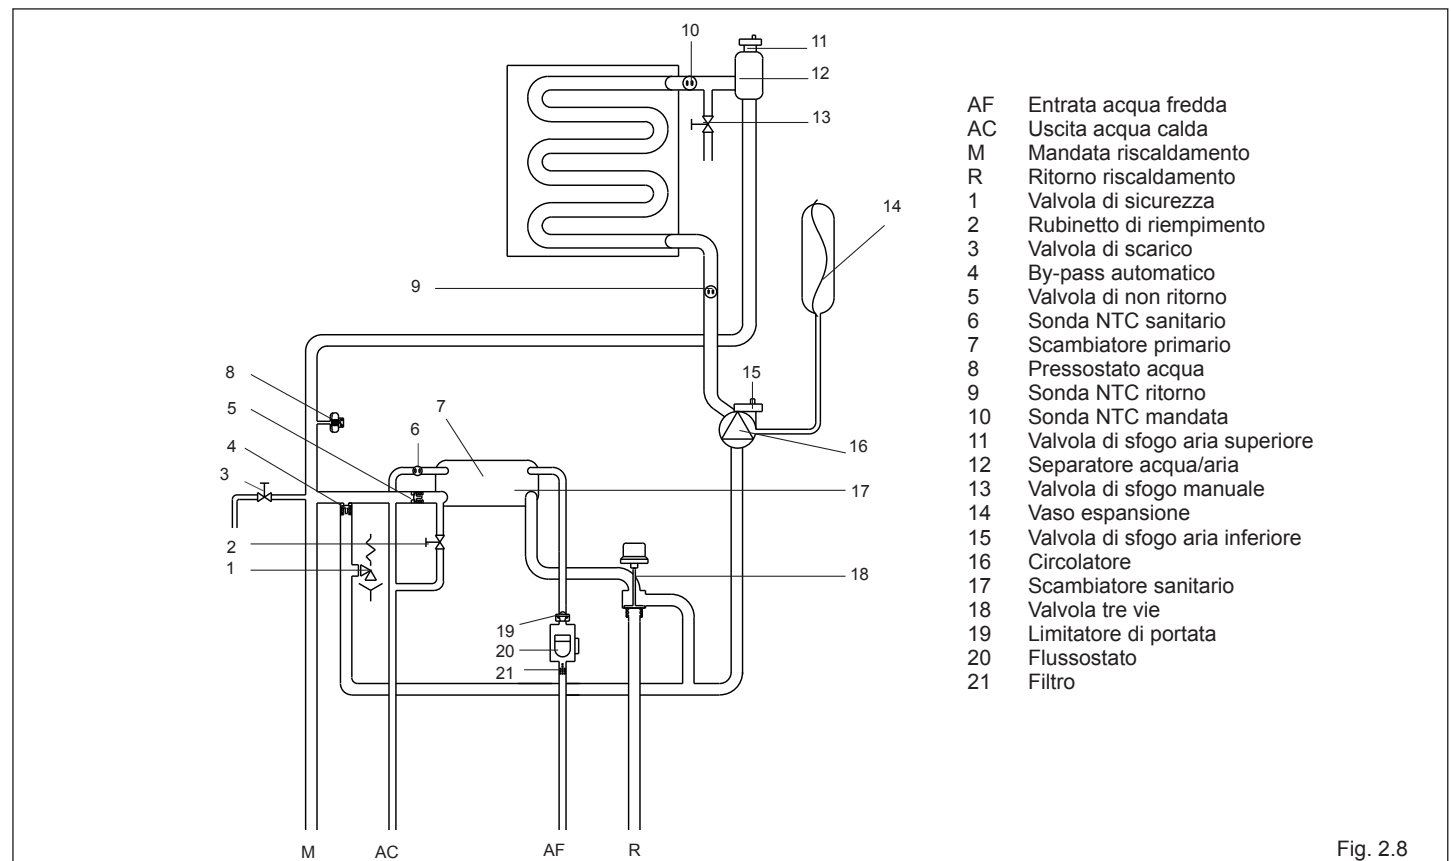 10
11
12
13
14
9
15
8
7
5
6
16
4
3
17
2
1
18
19
20
21
M
AC
AF
R
AF Entrata acqua fredda
AC Uscita acqua calda
M Mandata riscaldamento
R Ritorno riscaldamento
1 Valvola di sicurezza
2 Rubinetto di riempimento
3 Valvola di scarico
4 By-pass automatico
5 Valvola di non ritorno
6 Sonda NTC sanitario
7 Scambiatore primario
8 Pressostato acqua
9 Sonda NTC ritorno
10 Sonda NTC mandata
11 Valvola di sfogo aria superiore
12 Separatore acqua/aria
13 Valvola di sfogo manuale
14 Vaso espansione
15 Valvola di sfogo aria inferiore
16 Circolatore
17 Scambiatore sanitario
18 Valvola tre vie
19 Limitatore di portata
20 Flussostato
21 Filtro
Fig. 2.8